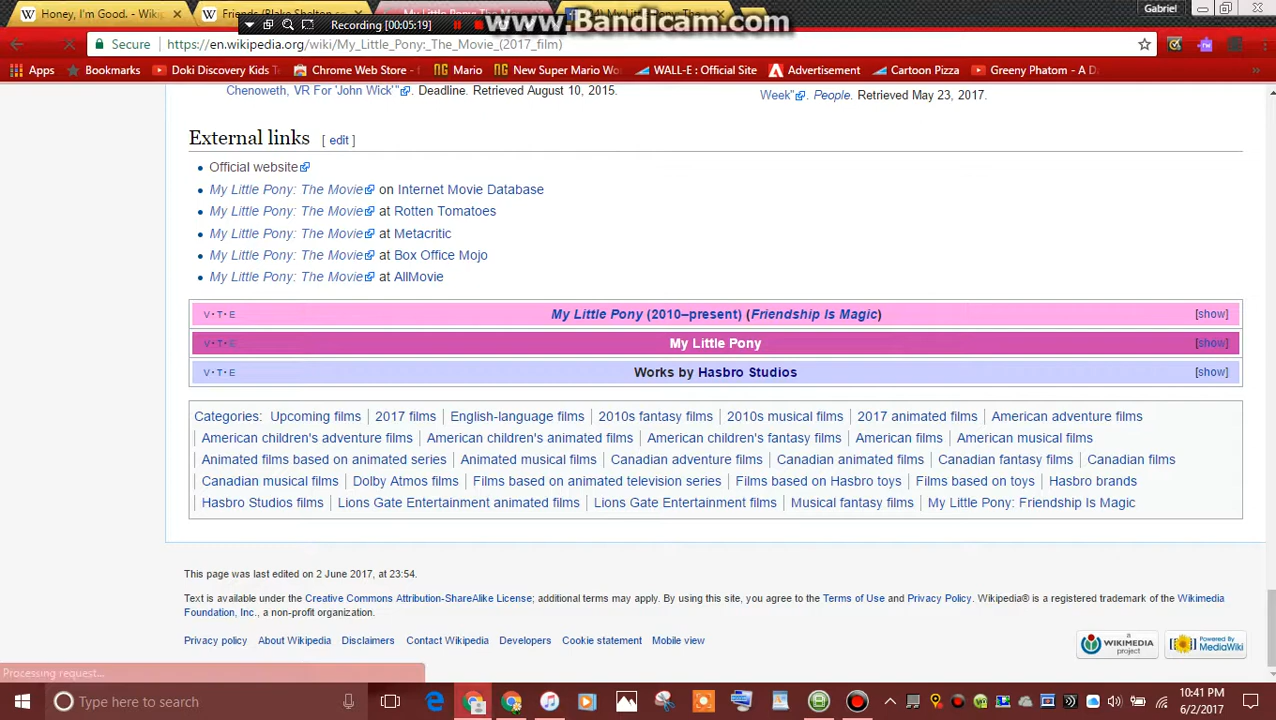 Honey, I'm Good. - Wikip
Friends (Blake Shelton s
Recording [00:05:19]
www.Bandicam.com
Gabriel
Secure
https://en.wikipedia.org/wiki/My_Little_Pony:_The_Movie_(2017_film)
Apps Bookmarks Doki Discovery Kids Chrome Web Store - Mario New Super Mario Wo WALL-E : Official Site Advertisement Cartoon Pizza Greeny Phatom - A D
Chenoweth, VR For 'John Wick'". Deadline. Retrieved August 10, 2015.
Week". People. Retrieved May 23, 2017.
External links [ edit ]
Official website
My Little Pony: The Movie on Internet Movie Database
My Little Pony: The Movie at Rotten Tomatoes
My Little Pony: The Movie at Metacritic
My Little Pony: The Movie at Box Office Mojo
My Little Pony: The Movie at AllMovie
V·T·E My Little Pony (2010–present) (Friendship Is Magic) [show]
V·T·E My Little Pony [show]
V·T·E Works by Hasbro Studios [show]
Categories: Upcoming films | 2017 films | English-language films | 2010s fantasy films | 2010s musical films | 2017 animated films | American adventure films
| American children's adventure films | American children's animated films | American children's fantasy films | American films | American musical films
| Animated films based on animated series | Animated musical films | Canadian adventure films | Canadian animated films | Canadian fantasy films | Canadian films
| Canadian musical films | Dolby Atmos films | Films based on animated television series | Films based on Hasbro toys | Films based on toys | Hasbro brands
| Hasbro Studios films | Lions Gate Entertainment animated films | Lions Gate Entertainment films | Musical fantasy films | My Little Pony: Friendship Is Magic
This page was last edited on 2 June 2017, at 23:54.
Text is available under the Creative Commons Attribution-ShareAlike License; additional terms may apply. By using this site, you agree to the Terms of Use and Privacy Policy. Wikipedia® is a registered trademark of the Wikimedia
Foundation, Inc., a non-profit organization.
Privacy policy About Wikipedia Disclaimers Contact Wikipedia Developers Cookie statement Mobile view
a WIKIMEDIA project
Powered By MediaWiki
Processing request...
Type here to search
10:41 PM
6/2/2017